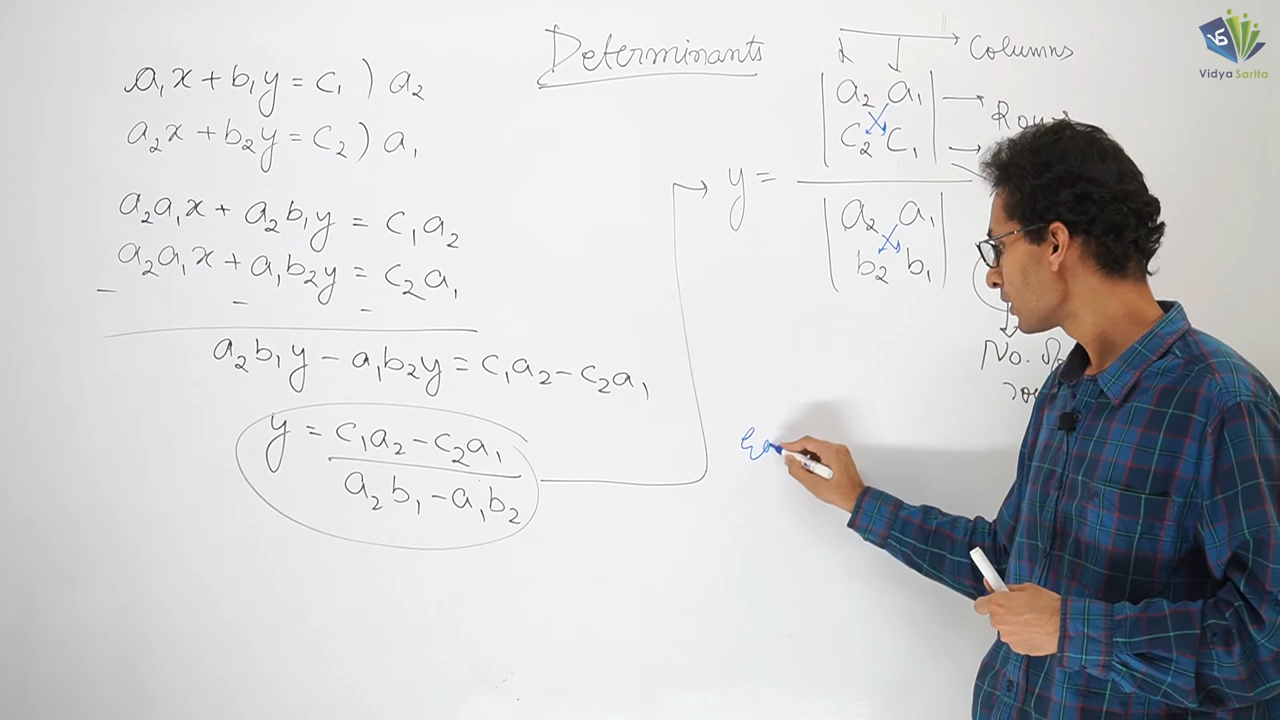 Determinants
a₁x + b₁y = c₁ ) a₂
a₂x + b₂y = c₂ ) a₁
a₂a₁x + a₂b₁y = c₁a₂
a₂a₁x + a₁b₂y = c₂a₁
− − −
a₂b₁y − a₁b₂y = c₁a₂ − c₂a₁
y = c₁a₂ − c₂a₁
a₂b₁ − a₁b₂
Columns
a₂ a₁
c₂ c₁
y =
a₂ a₁
b₂ b₁
No.
VS
Vidya Sarita